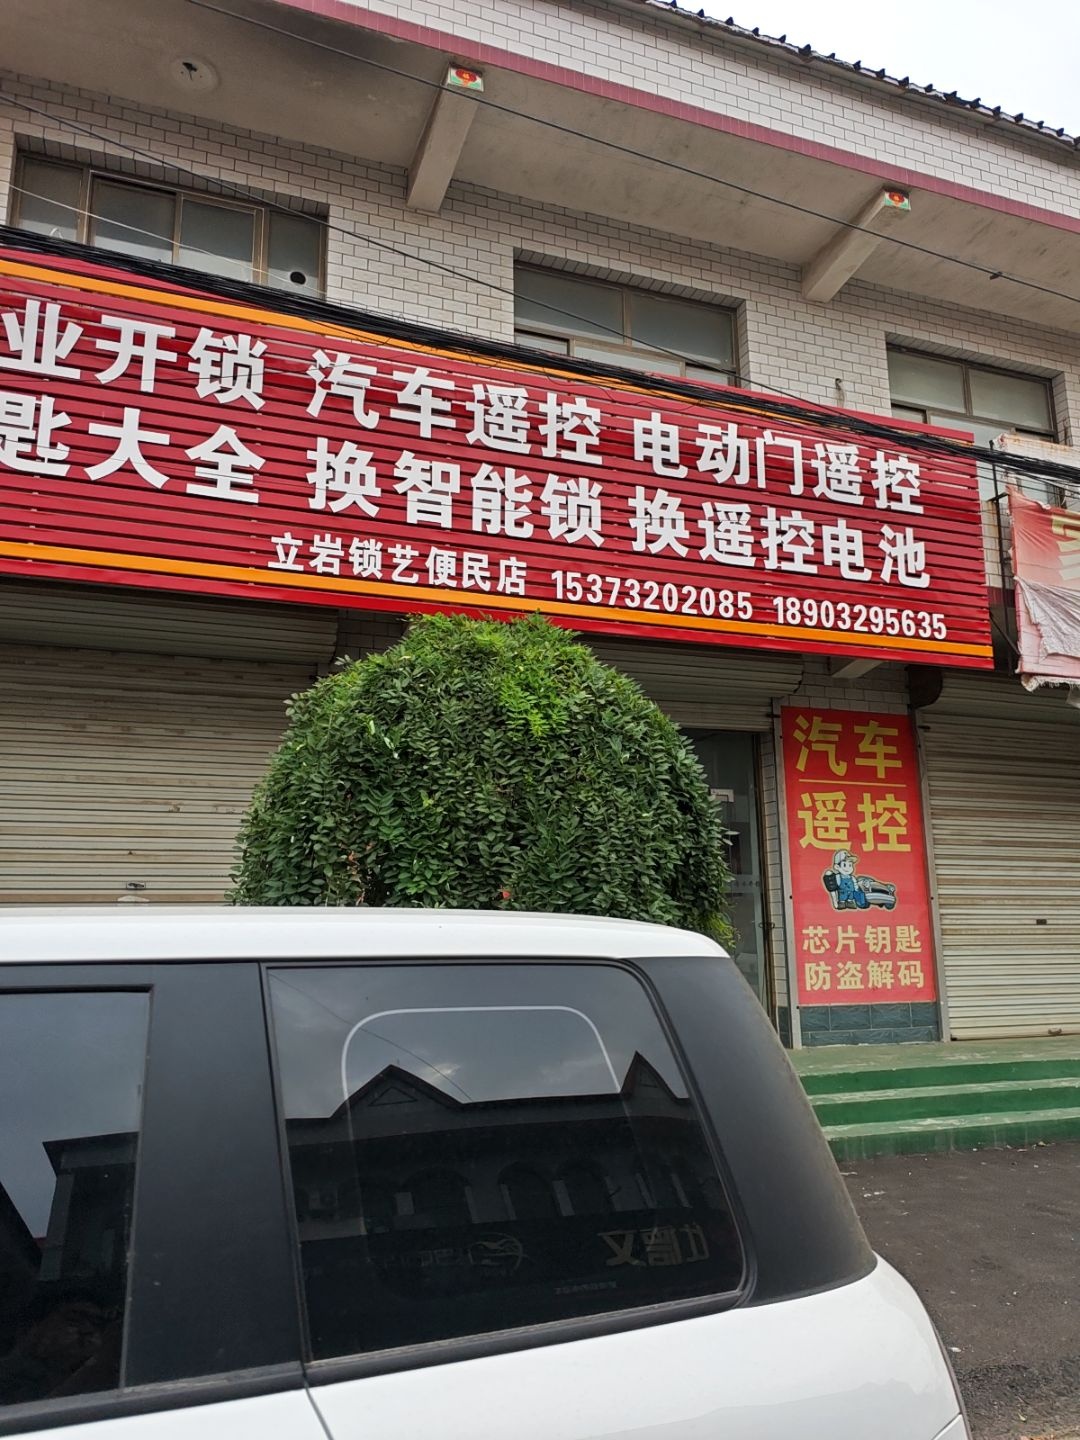 业开锁 汽车遥控 电动门遥控
匙大全 换智能锁 换遥控电池
立岩锁艺便民店 15373202085 18903295635
汽车
遥控
芯片钥匙
防盗解码